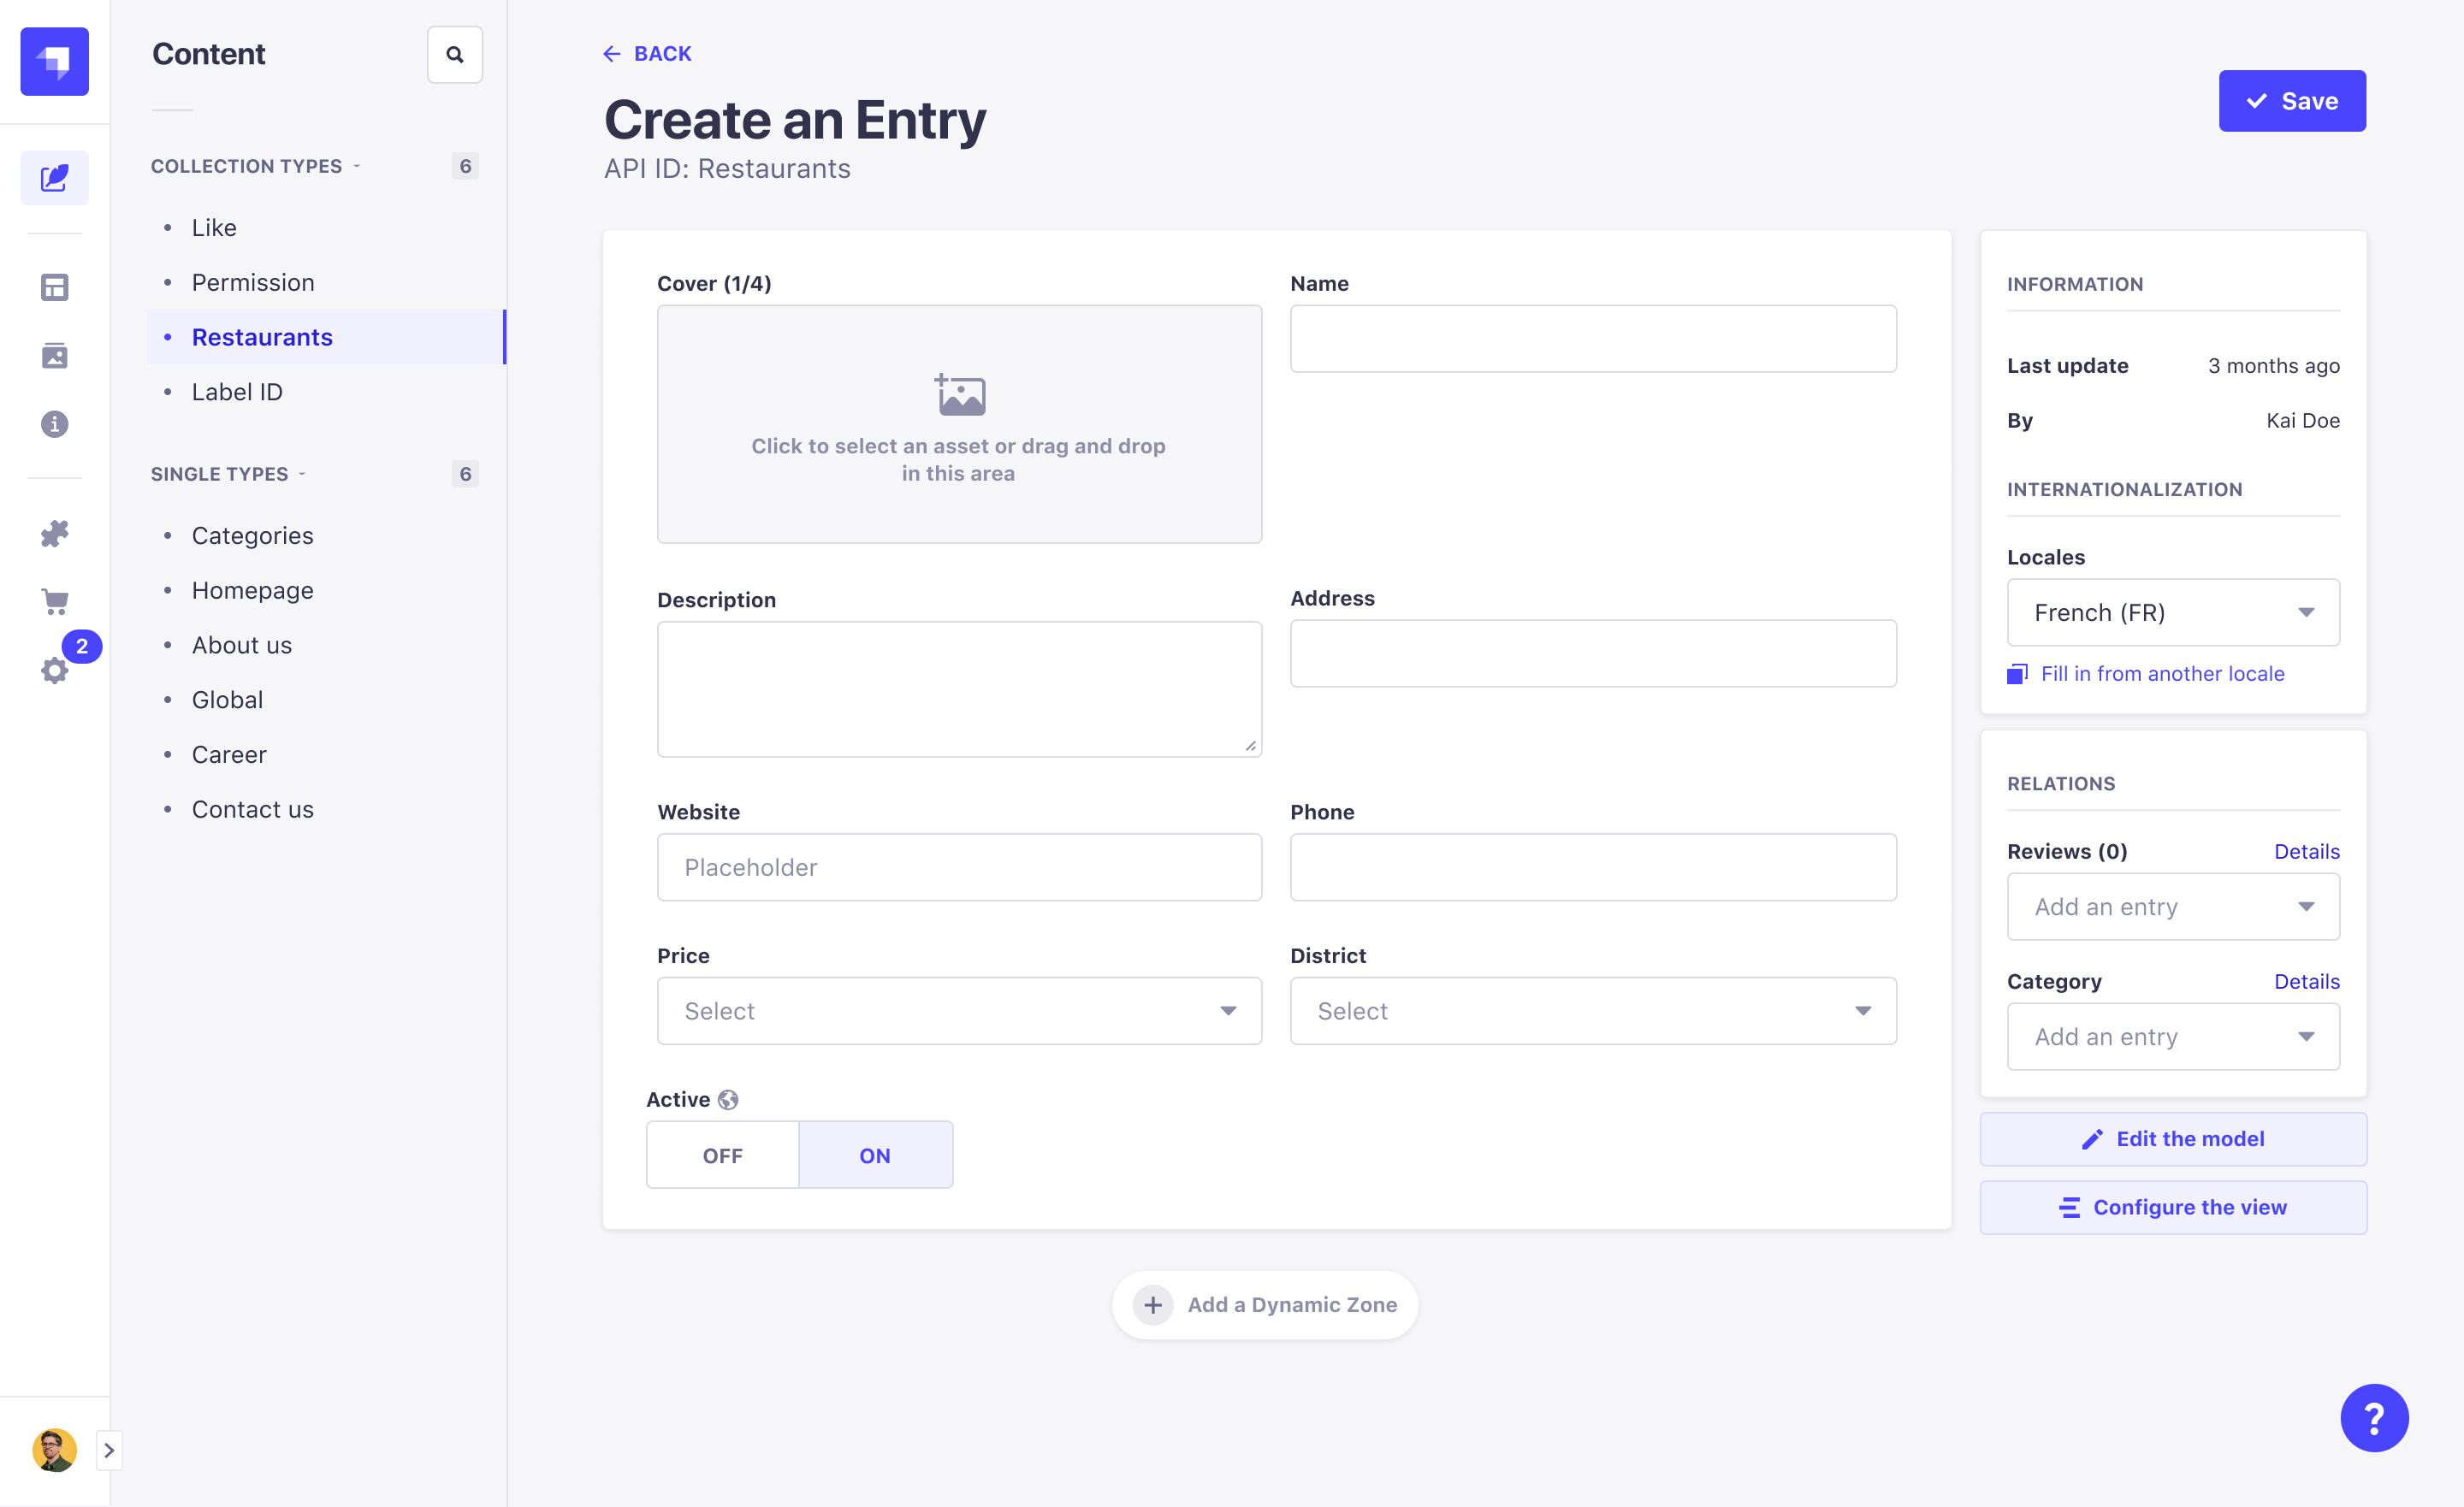 Content
COLLECTION TYPES
6
Like
Permission
Restaurants
Label ID
SINGLE TYPES
6
Categories
Homepage
About us
Global
Career
Contact us
2
BACK
Create an Entry
API ID: Restaurants
Save
Cover (1/4)
Click to select an asset or drag and drop
in this area
Name
Description
Address
Website
Placeholder
Phone
Price
Select
District
Select
Active
OFF
ON
Add a Dynamic Zone
INFORMATION
Last update 3 months ago
By Kai Doe
INTERNATIONALIZATION
Locales
French (FR)
Fill in from another locale
RELATIONS
Reviews (0) Details
Add an entry
Category Details
Add an entry
Edit the model
Configure the view
?